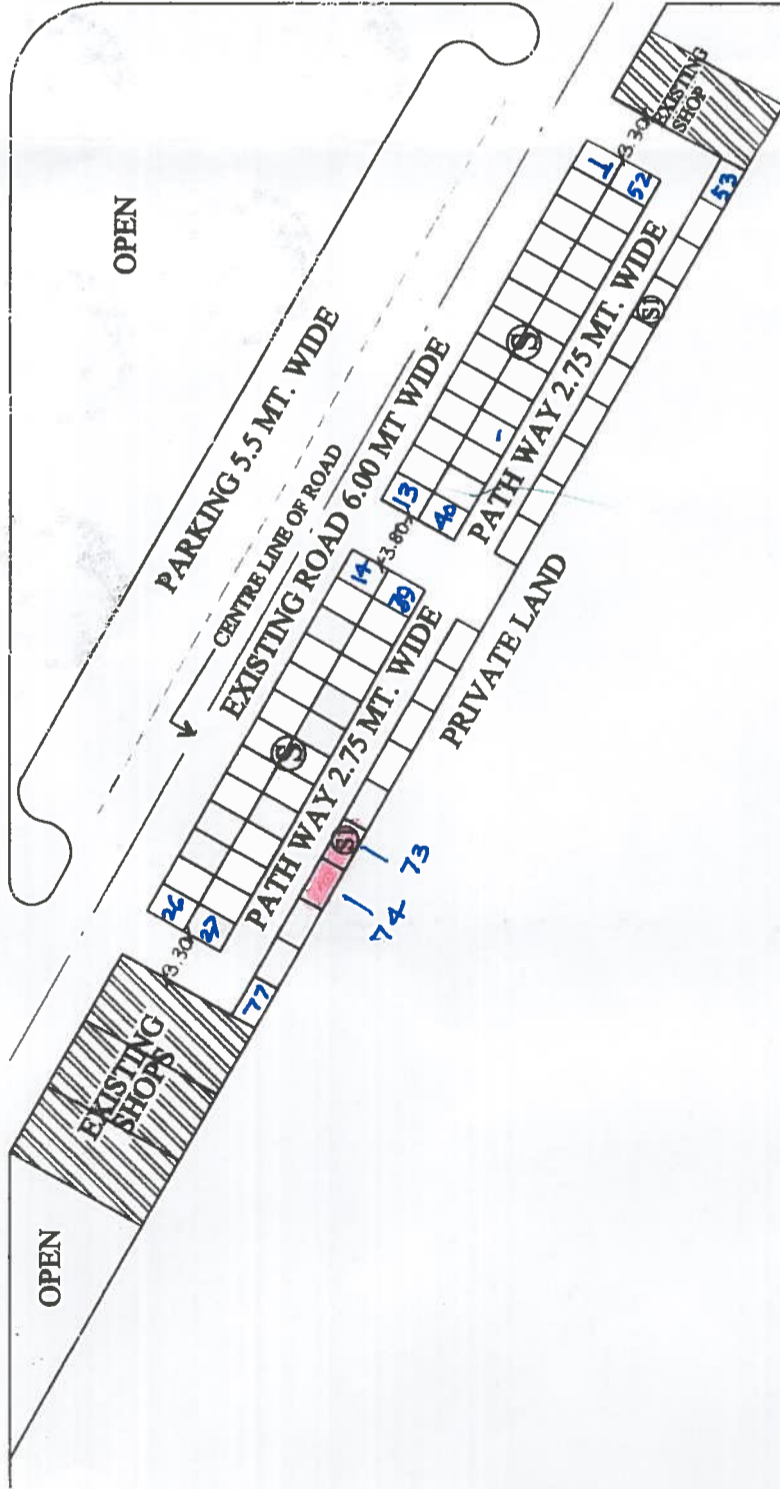 OPEN
PARKING 5.5 MT. WIDE
CENTRE LINE OF ROAD
EXISTING ROAD 6.00 MT WIDE
EXISTING
SHOP
3.30
1
52
53
S
S1
13
40
PATH WAY 2.75 MT. WIDE
3.80
14
39
S
PATH WAY 2.75 MT. WIDE
PRIVATE LAND
S1
73
74
26
27
3.30
77
EXISTING
SHOPS
OPEN